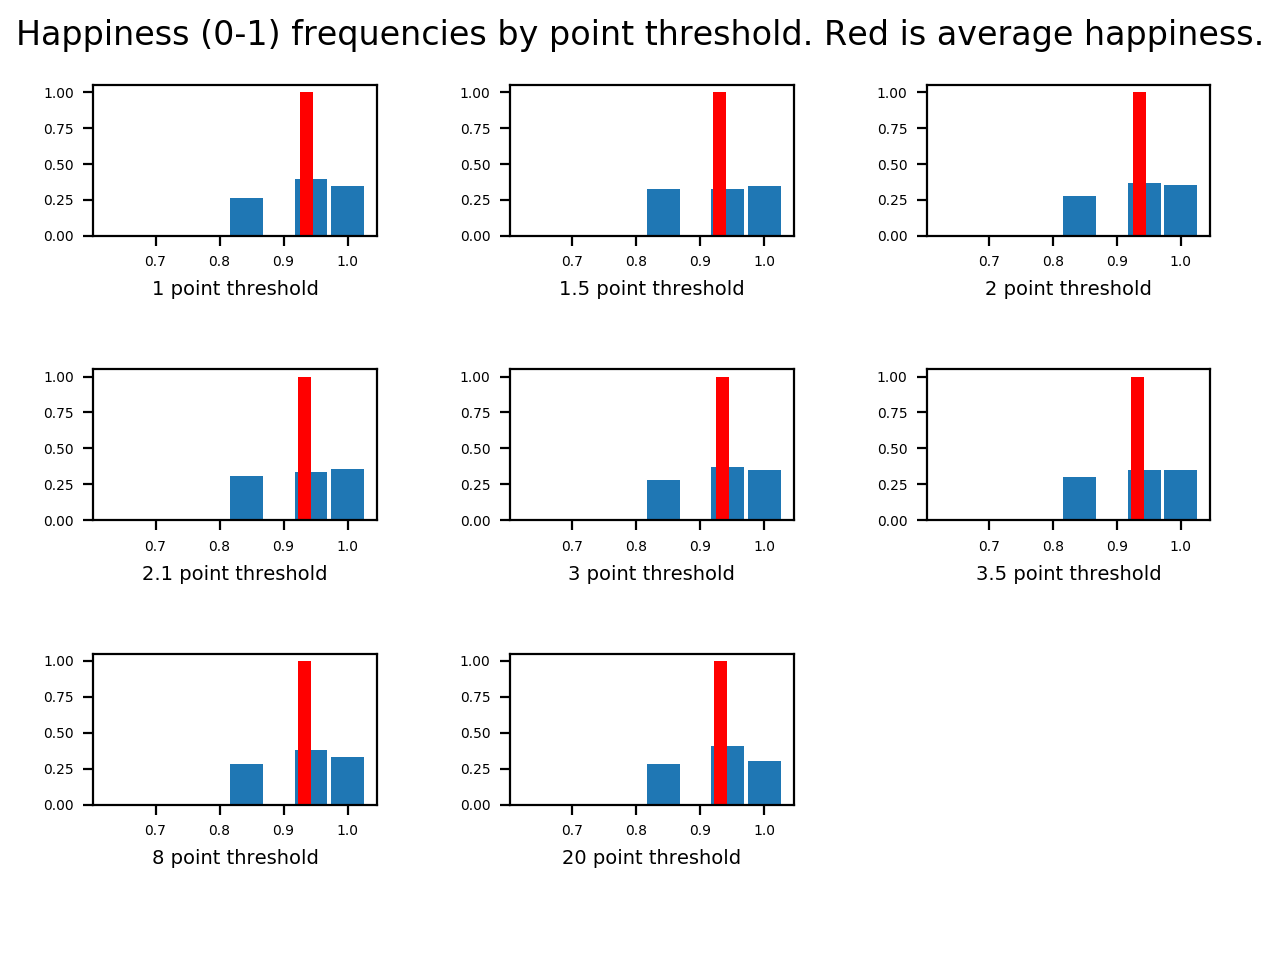 Happiness (0-1) frequencies by point threshold. Red is average happiness.
1.00 1.00 1.00
0.75 0.75 0.75
0.50 0.50 0.50
0.25 0.25 0.25
0.00 0.00 0.00
0.7 0.8 0.9 1.0 0.7 0.8 0.9 1.0 0.7 0.8 0.9 1.0
1 point threshold 1.5 point threshold 2 point threshold
1.00 1.00 1.00
0.75 0.75 0.75
0.50 0.50 0.50
0.25 0.25 0.25
0.00 0.00 0.00
0.7 0.8 0.9 1.0 0.7 0.8 0.9 1.0 0.7 0.8 0.9 1.0
2.1 point threshold 3 point threshold 3.5 point threshold
1.00 1.00
0.75 0.75
0.50 0.50
0.25 0.25
0.00 0.00
0.7 0.8 0.9 1.0 0.7 0.8 0.9 1.0
8 point threshold 20 point threshold